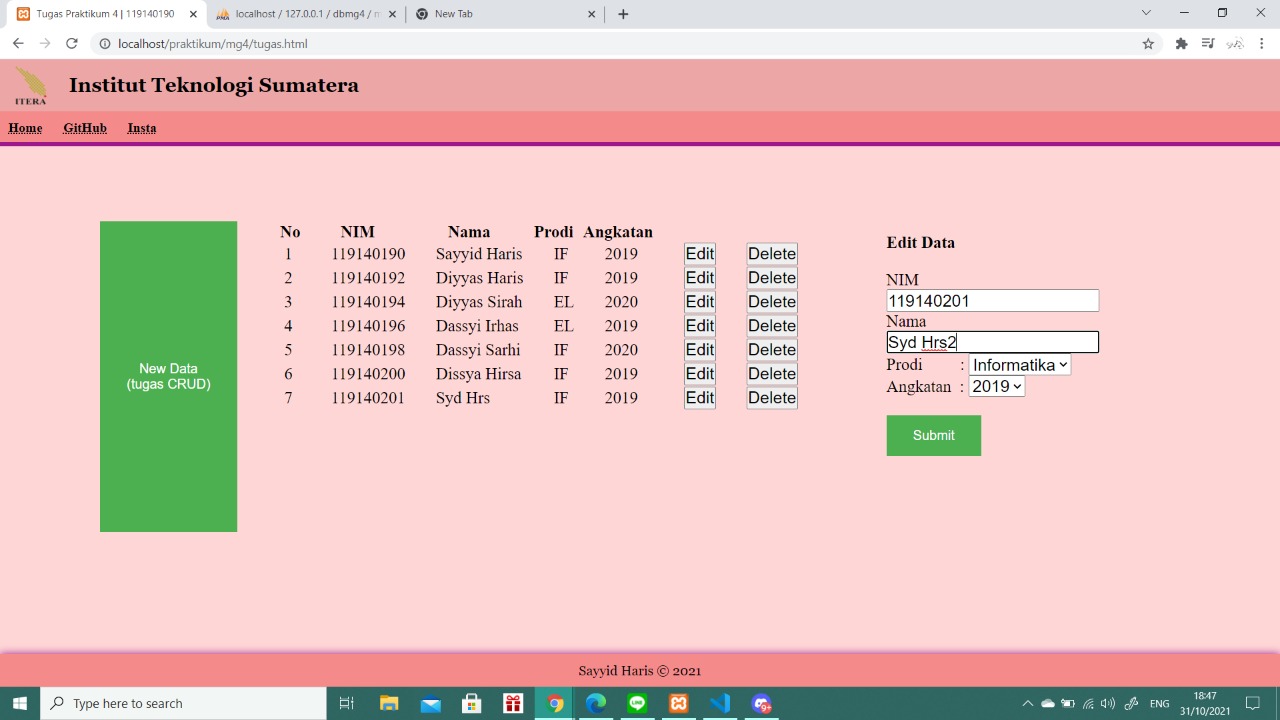 Tugas Praktikum 4 | 119140190
localhost / 127.0.0.1 / dbmg4 / m
New Tab
localhost/praktikum/mg4/tugas.html
ITERA
Institut Teknologi Sumatera
Home GitHub Insta
New Data
(tugas CRUD)
No NIM Nama Prodi Angkatan
1 119140190 Sayyid Haris IF 2019 Edit Delete
2 119140192 Diyyas Haris IF 2019 Edit Delete
3 119140194 Diyyas Sirah EL 2020 Edit Delete
4 119140196 Dassyi Irhas EL 2019 Edit Delete
5 119140198 Dassyi Sarhi IF 2020 Edit Delete
6 119140200 Dissya Hirsa IF 2019 Edit Delete
7 119140201 Syd Hrs IF 2019 Edit Delete
Edit Data
NIM
119140201
Nama
Syd Hrs2
Prodi : Informatika
Angkatan : 2019
Submit
Sayyid Haris © 2021
Type here to search
9+
ENG
18:47
31/10/2021